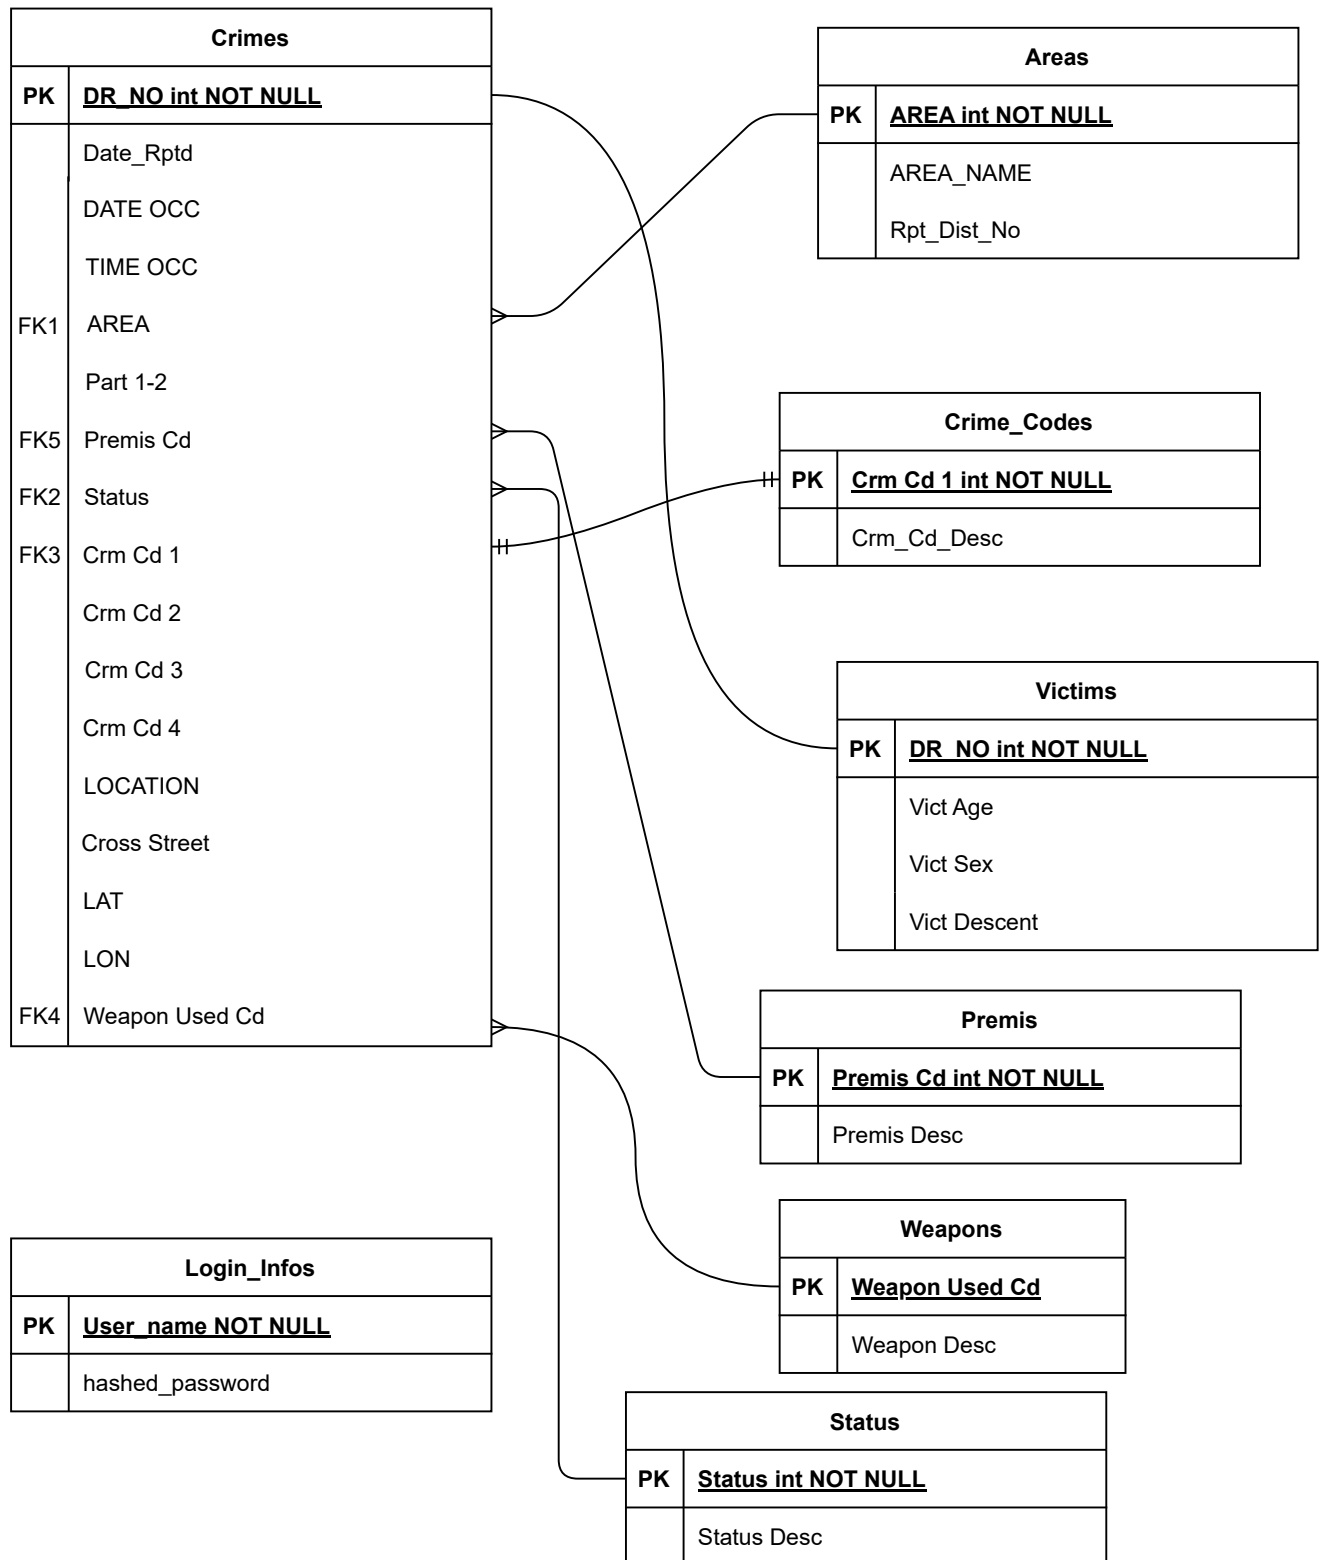 Crimes
PK DR_NO int NOT NULL
Date_Rptd
DATE OCC
TIME OCC
FK1 AREA
Part 1-2
FK5 Premis Cd
FK2 Status
FK3 Crm Cd 1
Crm Cd 2
Crm Cd 3
Crm Cd 4
LOCATION
Cross Street
LAT
LON
FK4 Weapon Used Cd
Areas
PK AREA int NOT NULL
AREA_NAME
Rpt_Dist_No
Crime_Codes
PK Crm Cd 1 int NOT NULL
Crm_Cd_Desc
Victims
PK DR_NO int NOT NULL
Vict Age
Vict Sex
Vict Descent
Premis
PK Premis Cd int NOT NULL
Premis Desc
Weapons
PK Weapon Used Cd
Weapon Desc
Login_Infos
PK User_name NOT NULL
hashed_password
Status
PK Status int NOT NULL
Status Desc